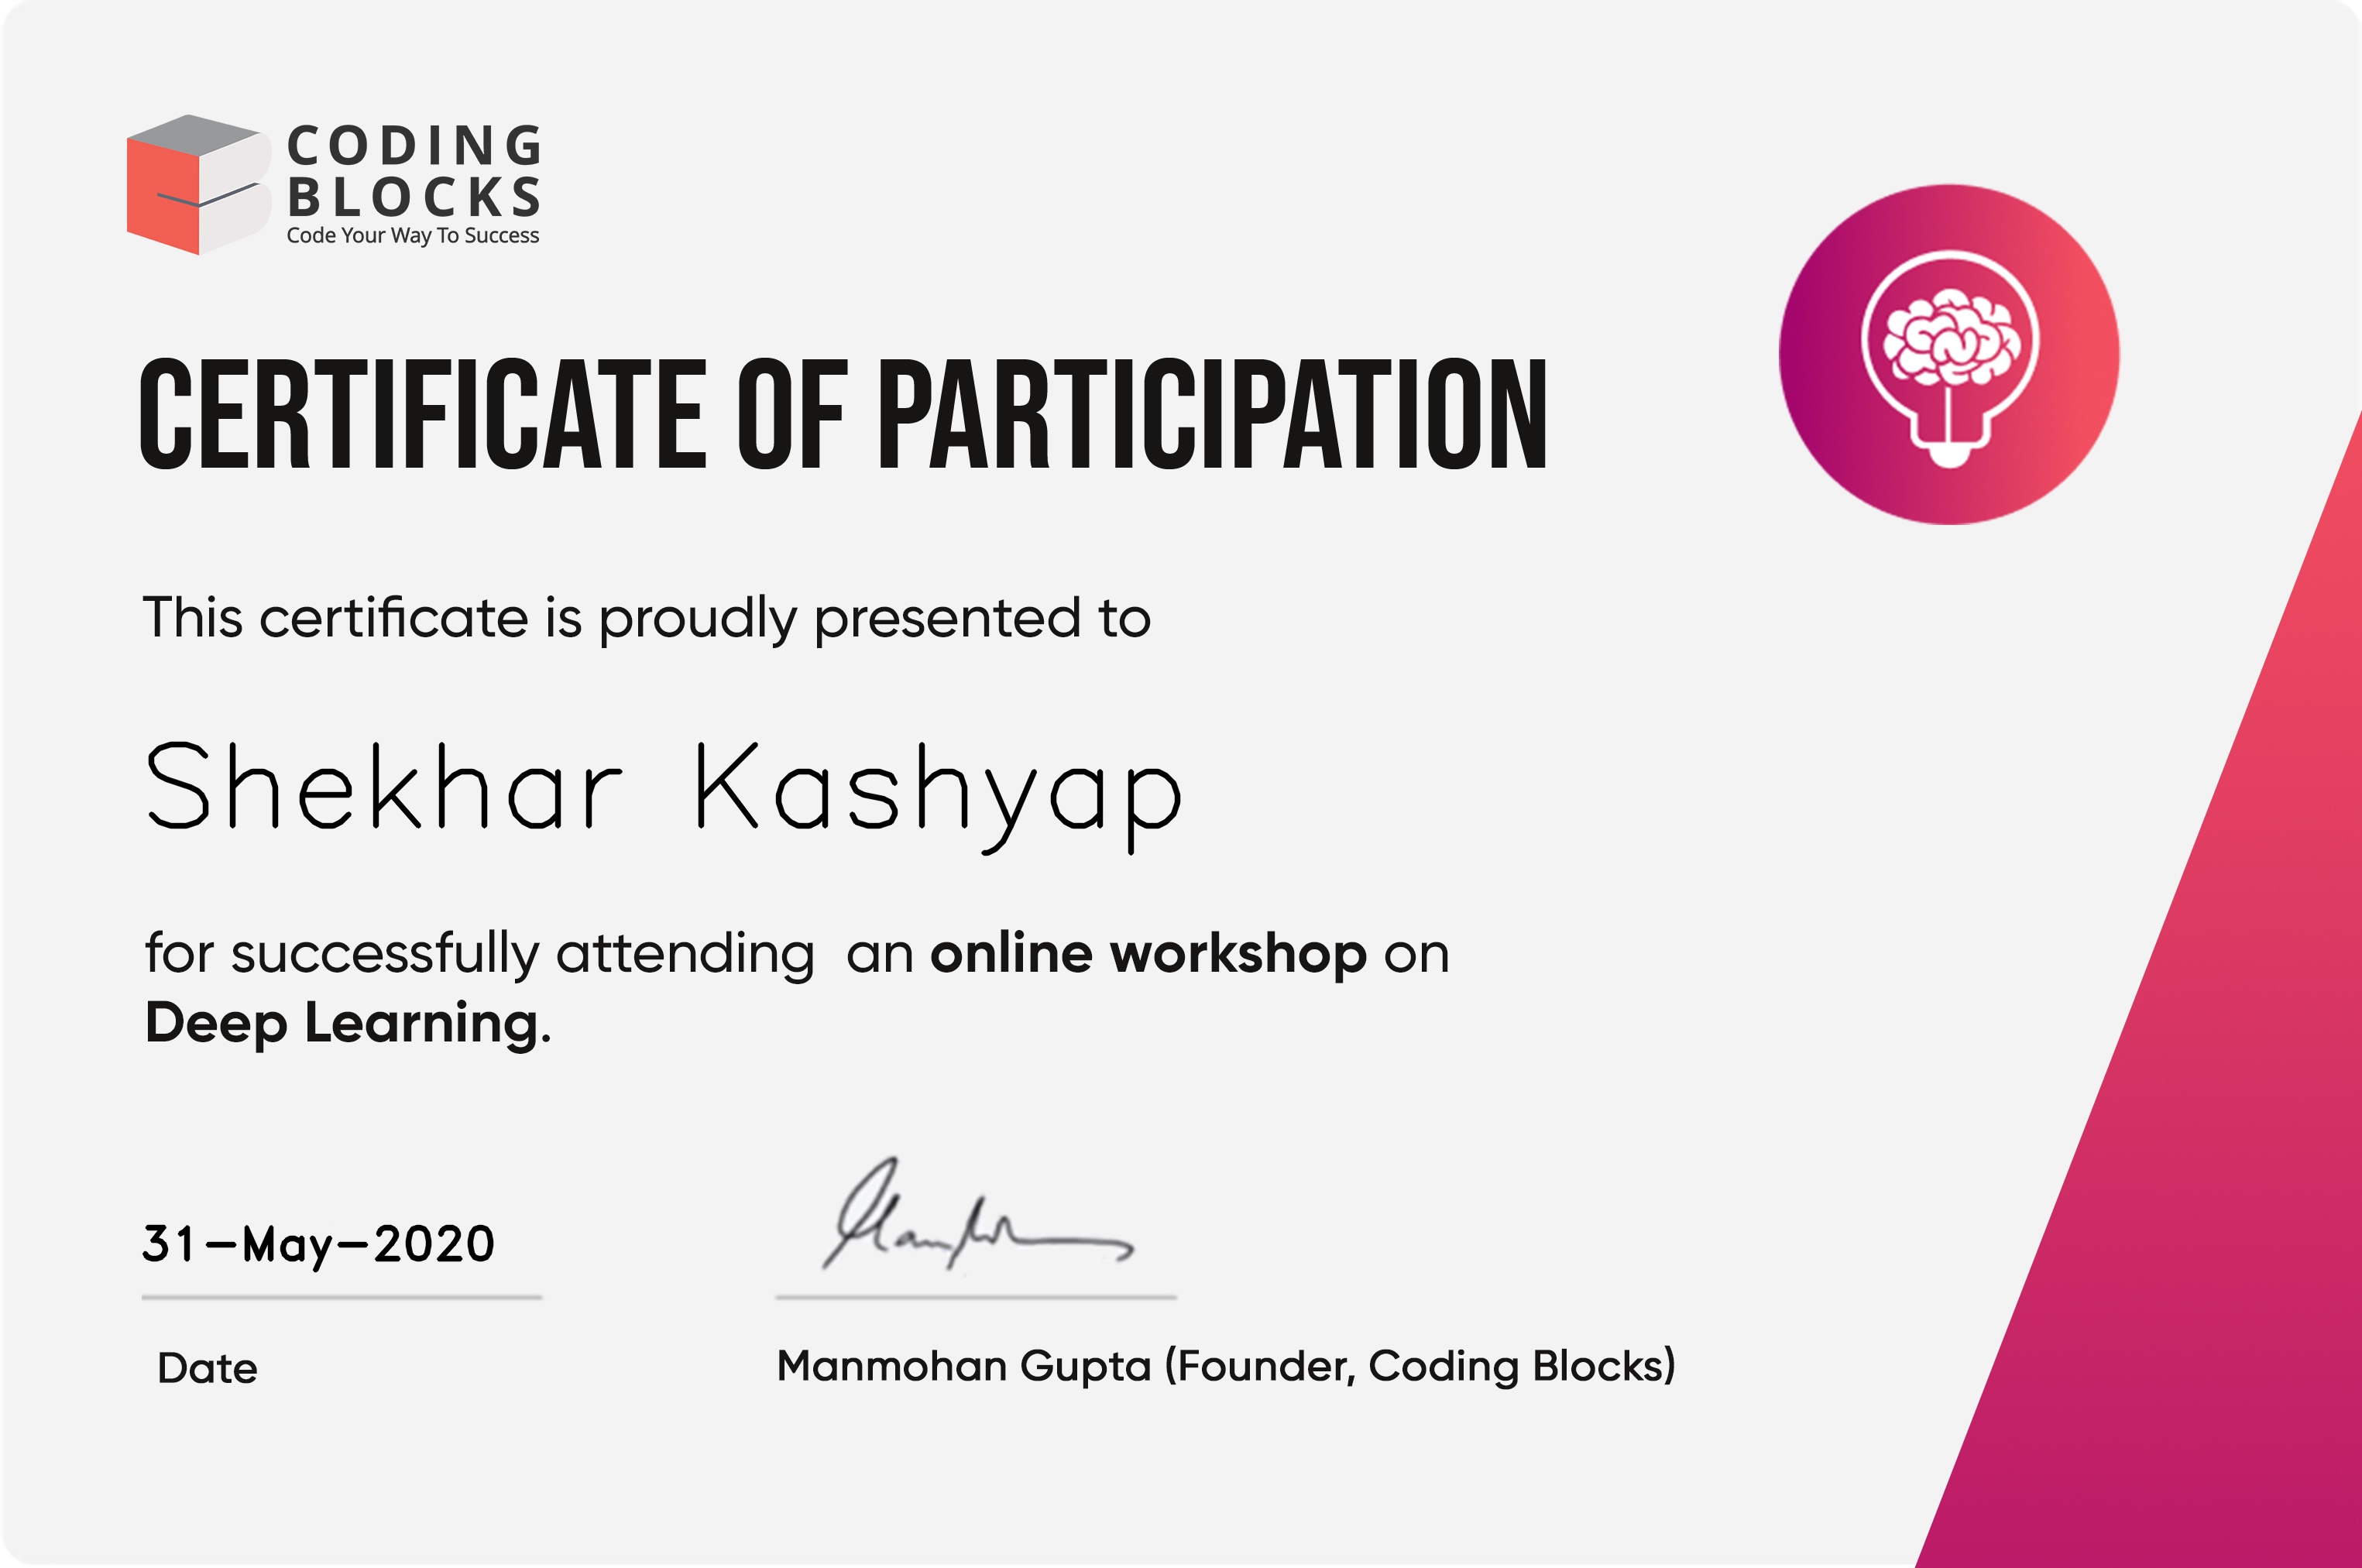 CODING
BLOCKS
Code Your Way To Success
CERTIFICATE OF PARTICIPATION
This certificate is proudly presented to
Shekhar Kashyap
for successfully attending an online workshop on
Deep Learning.
31-May-2020
Date
Manmohan Gupta (Founder, Coding Blocks)